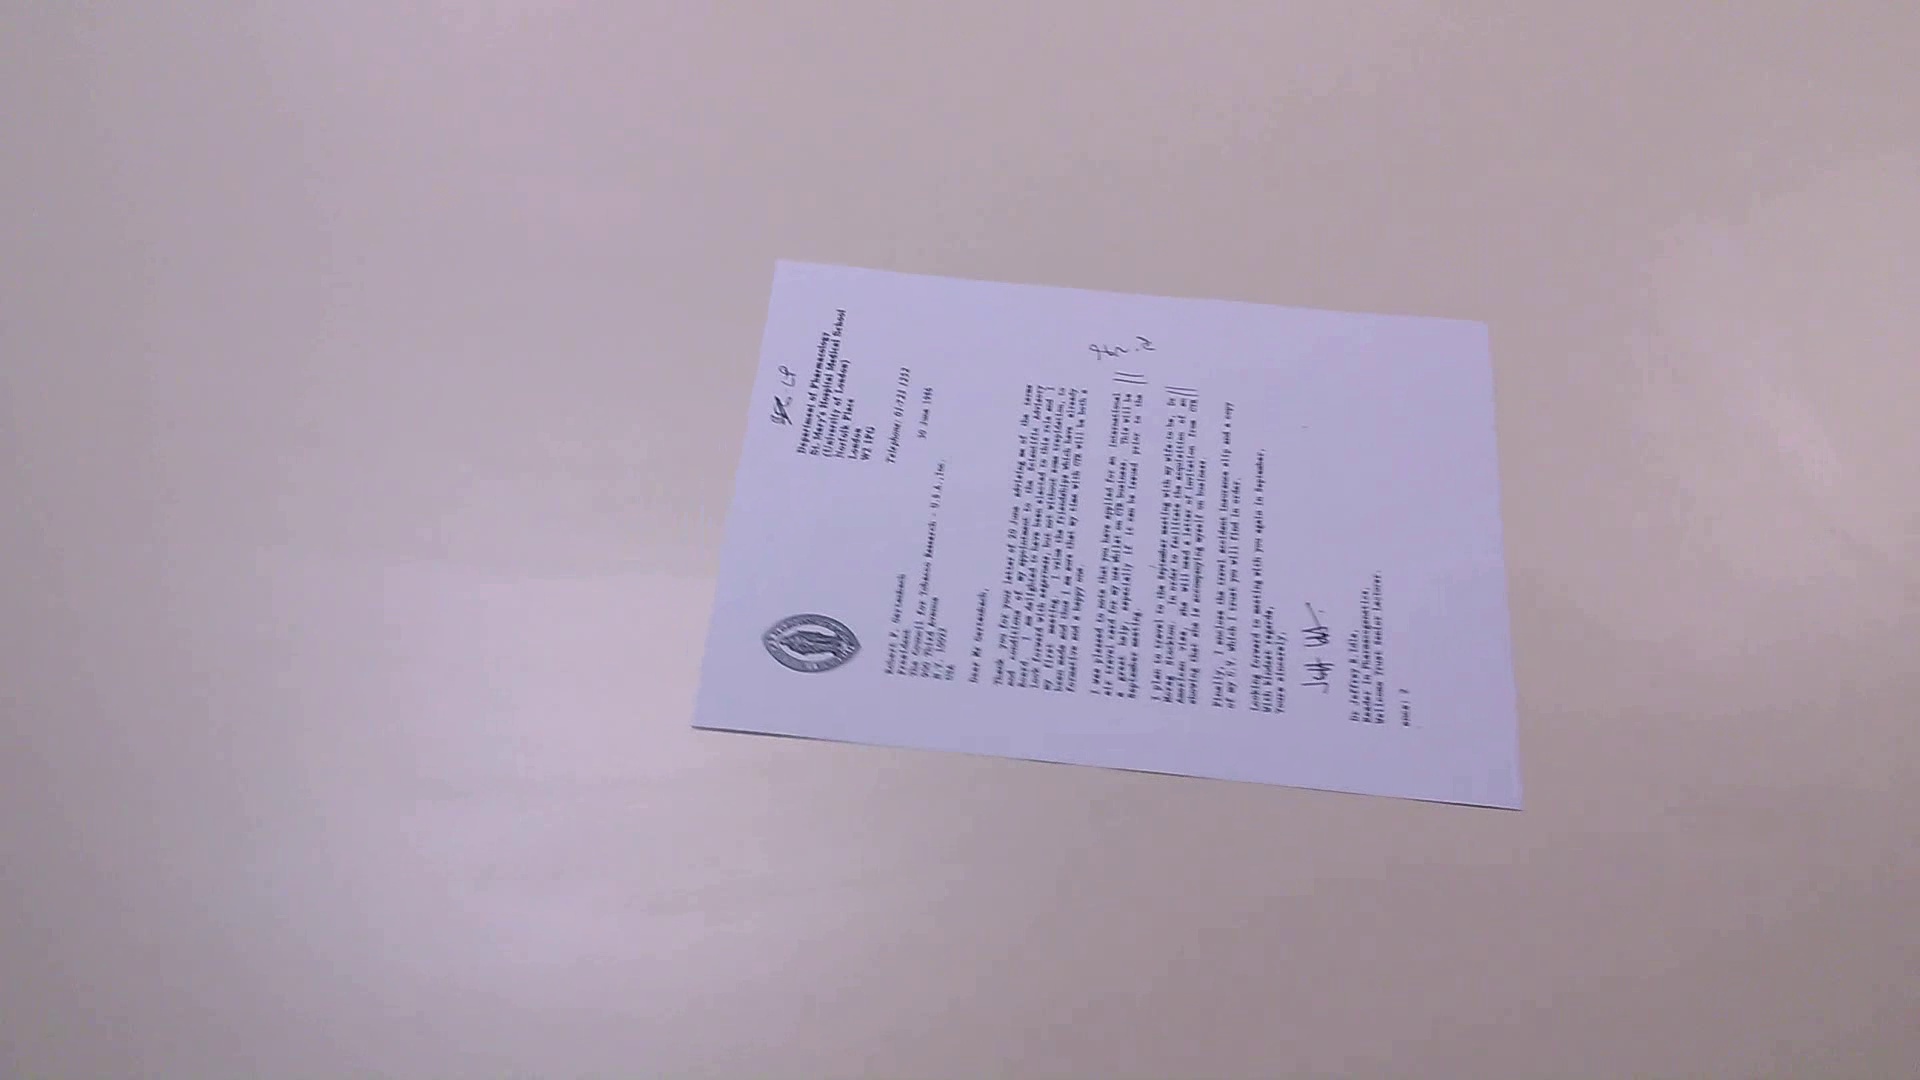 Department of Pharmacology
St. Mary's Hospital Medical School
(University of London)
Norfolk Place
London
W2 1PG
Telephone: 01-723 1252
30 June 1986
Robert F. Gertenbach
President
The Council for Tobacco Research - U.S.A., Inc.
900 Third Avenue
N.Y. 10022
USA
Dear Mr Gertenbach,
Thank you for your letter of 20 June advising me of the terms
and conditions of my appointment to the Scientific Advisory
Board. I am delighted to have been elected to this role and I
look forward with eagerness, but not without some trepidation, to
my first meeting. I value the friendships which have already
been made and thus I am sure that my time with CTR will be both
formative and a happy one.
I was pleased to note that you have applied for an International
air travel card for my use whilst on CTR business. This will be
a great help, especially if it can be issued prior to the
September meeting.
I plan to travel to the September meeting with my wife-to-be, Dr
In order to facilitate the acquisition of an
American visa, she will need a letter of invitation from CTR
showing that she is accompanying myself on business.
Finally, I enclose the travel accident insurance slip and a copy
of my C.V. which I trust you will find in order.
Looking forward to meeting with you again in September,
With kindest regards,
Yours sincerely,
Dr Jeffrey R Idle,
Reader in Pharmacogenetics,
Wellcome Trust Senior Lecturer.
encs: 2